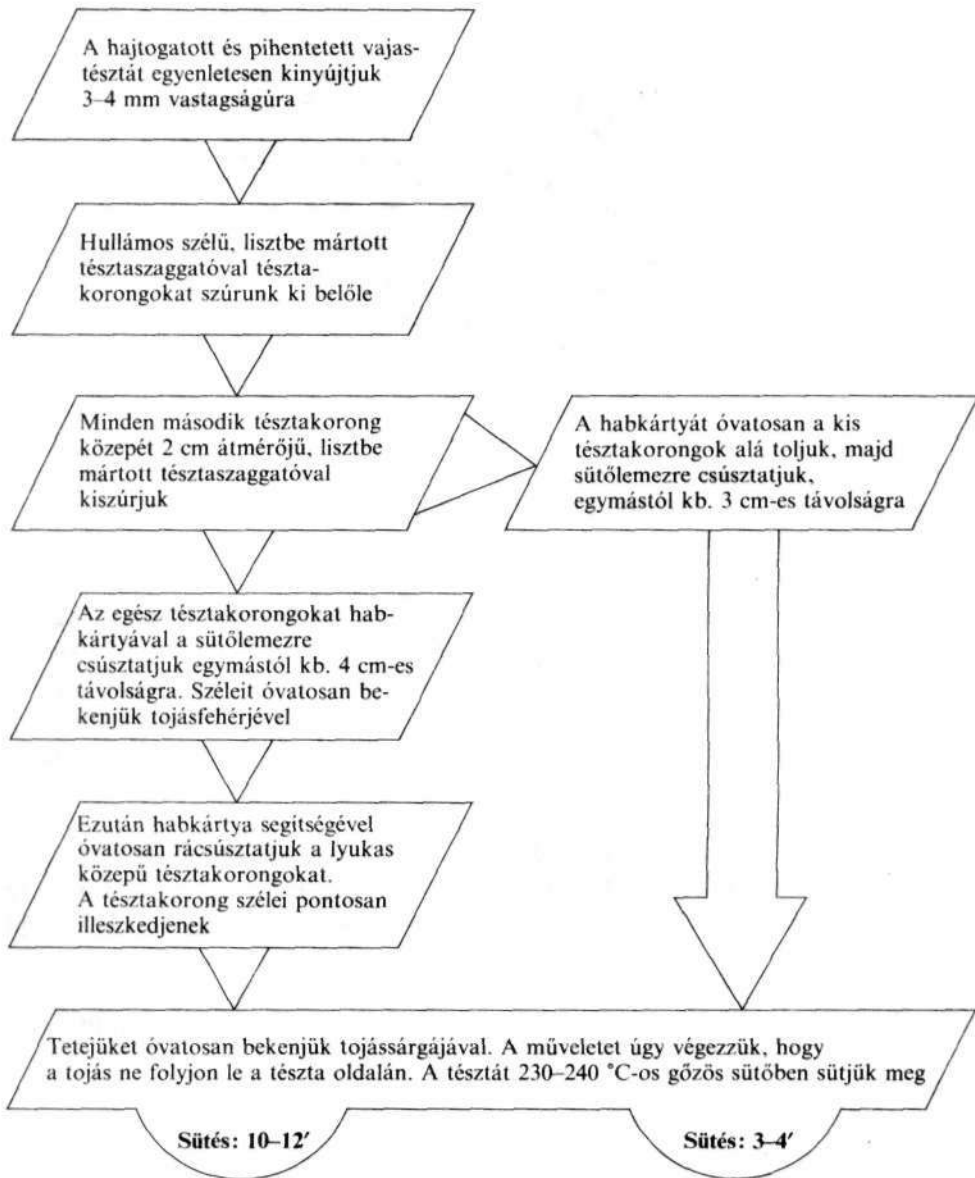 A hajtogatott és pihentetett vajas-
tésztát egyenletesen kinyújtjuk
3–4 mm vastagságúra
Hullámos szélű, lisztbe mártott
tésztaszaggatóval tészta-
korongokat szúrunk ki belőle
Minden második tésztakorong
közepét 2 cm átmérőjű, lisztbe
mártott tésztaszaggatóval
kiszúrjuk
A habkártyát óvatosan a kis
tésztakorongok alá toljuk, majd
sütőlemezre csúsztatjuk,
egymástól kb. 3 cm-es távolságra
Az egész tésztakorongokat hab-
kártyával a sütőlemezre
csúsztatjuk egymástól kb. 4 cm-es
távolságra. Széleit óvatosan be-
kenjük tojásfehérjével
Ezután habkártya segítségével
óvatosan rácsúsztatjuk a lyukas
közepű tésztakorongokat.
A tésztakorong szélei pontosan
illeszkedjenek
Tetejüket óvatosan bekenjük tojássárgájával. A műveletet úgy végezzük, hogy
a tojás ne folyjon le a tészta oldalán. A tésztát 230–240 °C-os gőzös sütőben sütjük meg
Sütés: 10–12′
Sütés: 3–4′